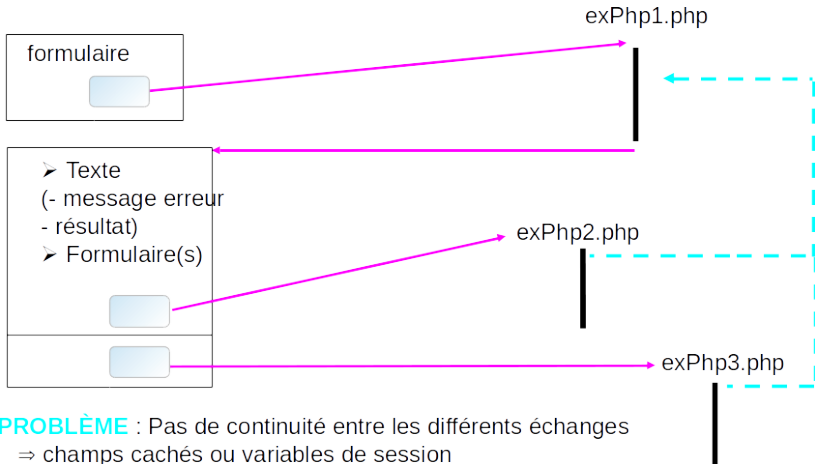 exPhp1.php
formulaire
➢ Texte
(- message erreur
- résultat)
➢ Formulaire(s)
exPhp2.php
exPhp3.php
PROBLÈME : Pas de continuité entre les différents échanges
⇒ champs cachés ou variables de session